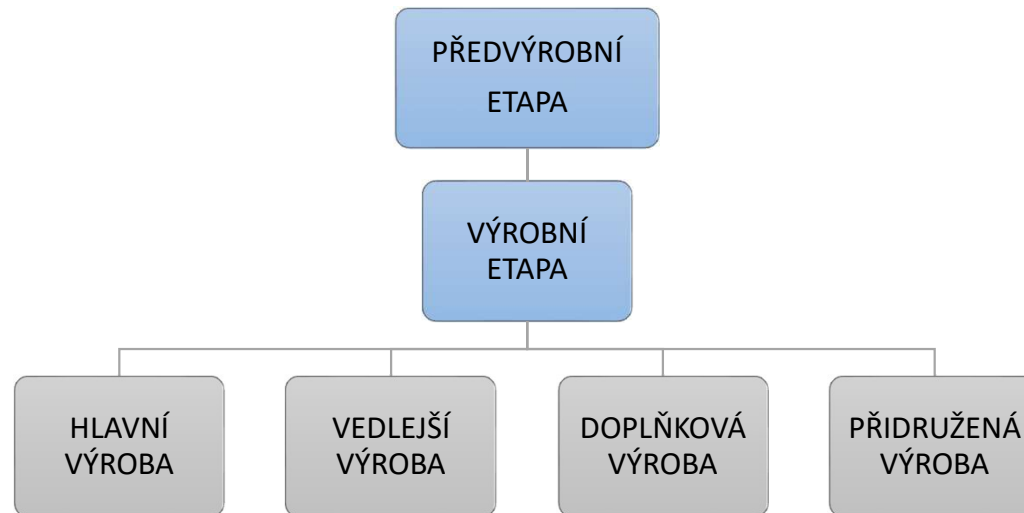 PŘEDVÝROBNÍ
ETAPA
VÝROBNÍ
ETAPA
HLAVNÍ
VÝROBA
VEDLEJŠÍ
VÝROBA
DOPLŇKOVÁ
VÝROBA
PŘIDRUŽENÁ
VÝROBA